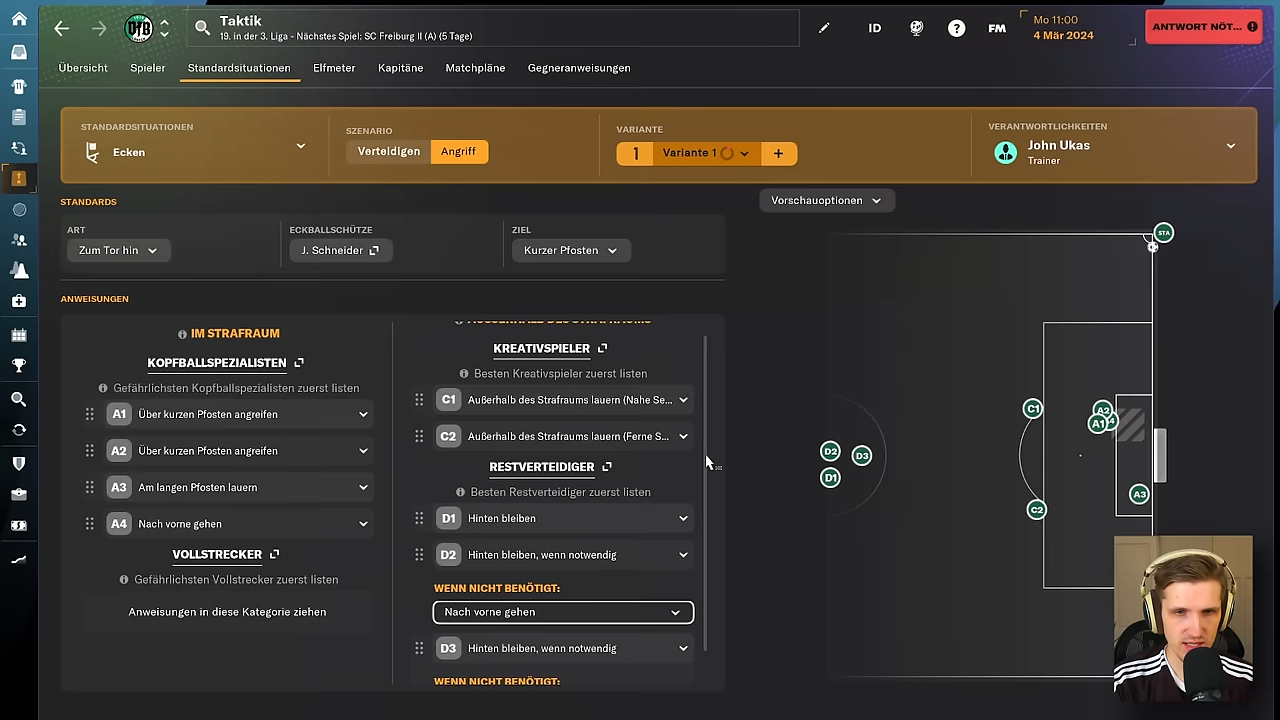 Taktik
19. in der 3. Liga - Nächstes Spiel: SC Freiburg II (A) (5 Tage)
ID
?
FM
Mo 11:00
4 Mär 2024
ANTWORT NÖT...
Übersicht
Spieler
Standardsituationen
Elfmeter
Kapitäne
Matchpläne
Gegneranweisungen
STANDARDSITUATIONEN
Ecken
SZENARIO
Verteidigen
Angriff
VARIANTE
1
Variante 1
+
VERANTWORTLICHKEITEN
John Ukas
Trainer
STANDARDS
Vorschauoptionen
ART
Zum Tor hin
ECKBALLSCHÜTZE
J. Schneider
ZIEL
Kurzer Pfosten
ANWEISUNGEN
IM STRAFRAUM
KOPFBALLSPEZIALISTEN
Gefährlichsten Kopfballspezialisten zuerst listen
A1 Über kurzen Pfosten angreifen
A2 Über kurzen Pfosten angreifen
A3 Am langen Pfosten lauern
A4 Nach vorne gehen
VOLLSTRECKER
Gefährlichsten Vollstrecker zuerst listen
Anweisungen in diese Kategorie ziehen
AUSSERHALB DES STRAFRAUMS
KREATIVSPIELER
Besten Kreativspieler zuerst listen
C1 Außerhalb des Strafraums lauern (Nahe Se...
C2 Außerhalb des Strafraums lauern (Ferne S...
RESTVERTEIDIGER
Besten Restverteidiger zuerst listen
D1 Hinten bleiben
D2 Hinten bleiben, wenn notwendig
WENN NICHT BENÖTIGT:
Nach vorne gehen
D3 Hinten bleiben, wenn notwendig
WENN NICHT BENÖTIGT:
STA
C1
A2
A1
D2
D3
D1
A3
C2